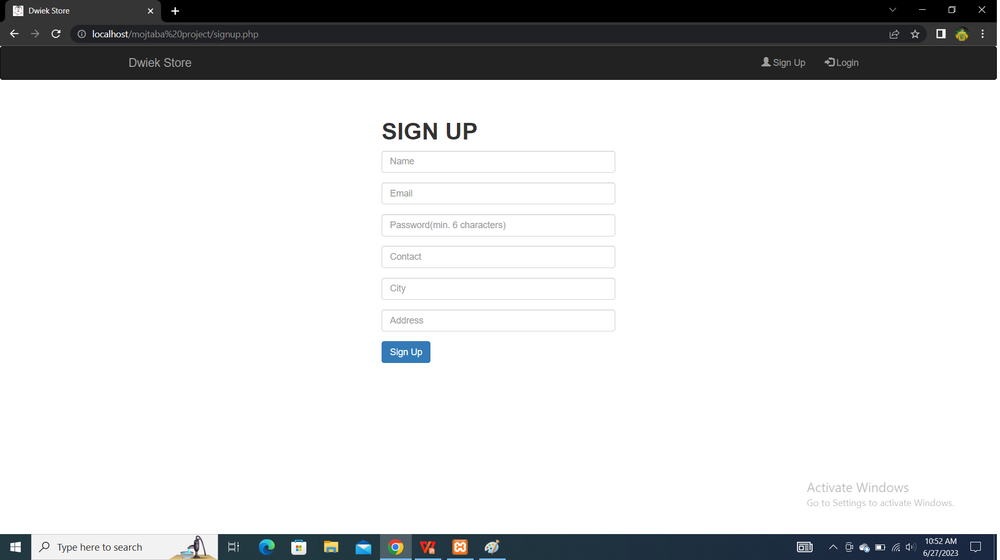 Dwiek Store
localhost/mojtaba%20project/signup.php
Dwiek Store
Sign Up
Login
SIGN UP
Name
Email
Password(min. 6 characters)
Contact
City
Address
Sign Up
Activate Windows
Go to Settings to activate Windows.
Type here to search
10:52 AM
6/27/2023